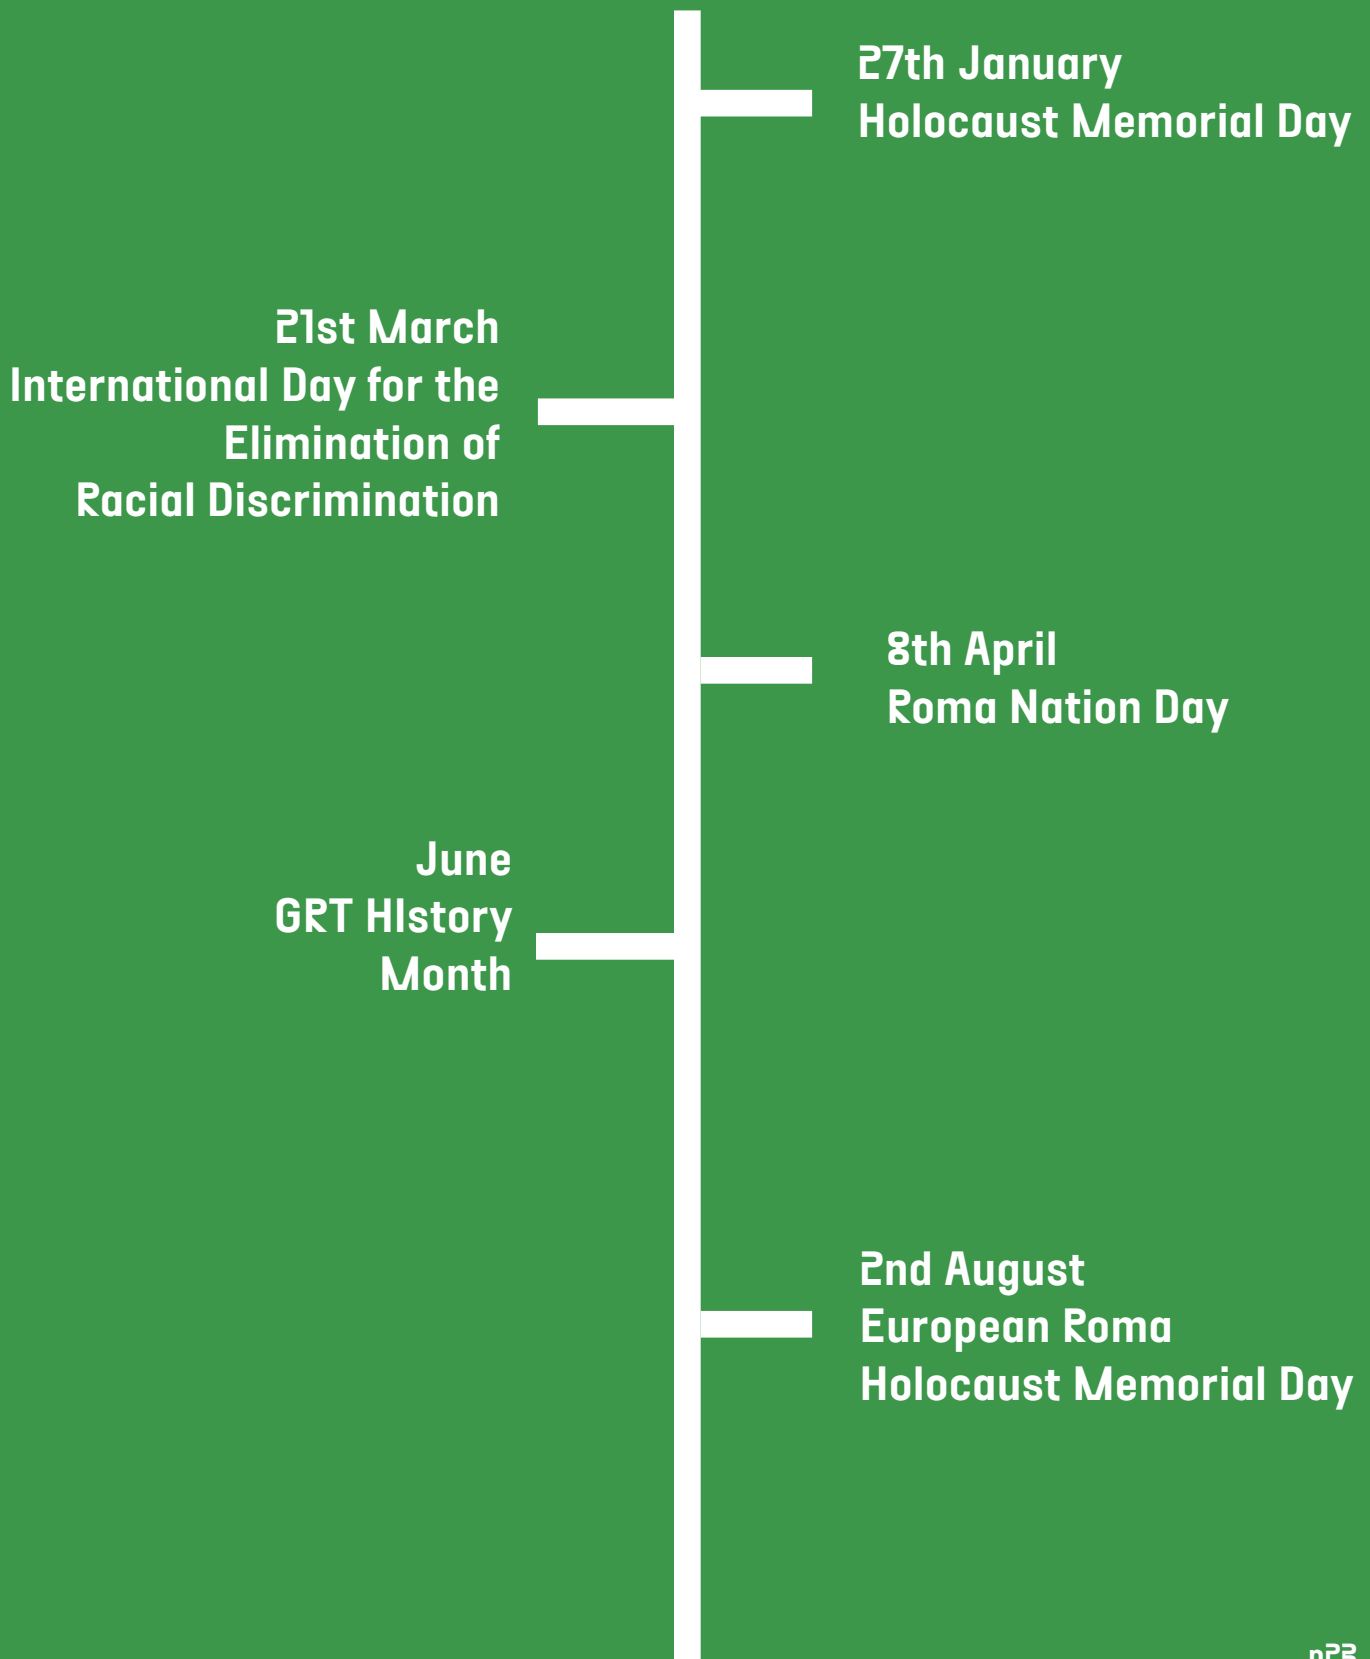 27th January
Holocaust Memorial Day
21st March
International Day for the
Elimination of
Racial Discrimination
8th April
Roma Nation Day
June
GRT HIstory
Month
2nd August
European Roma
Holocaust Memorial Day
p23